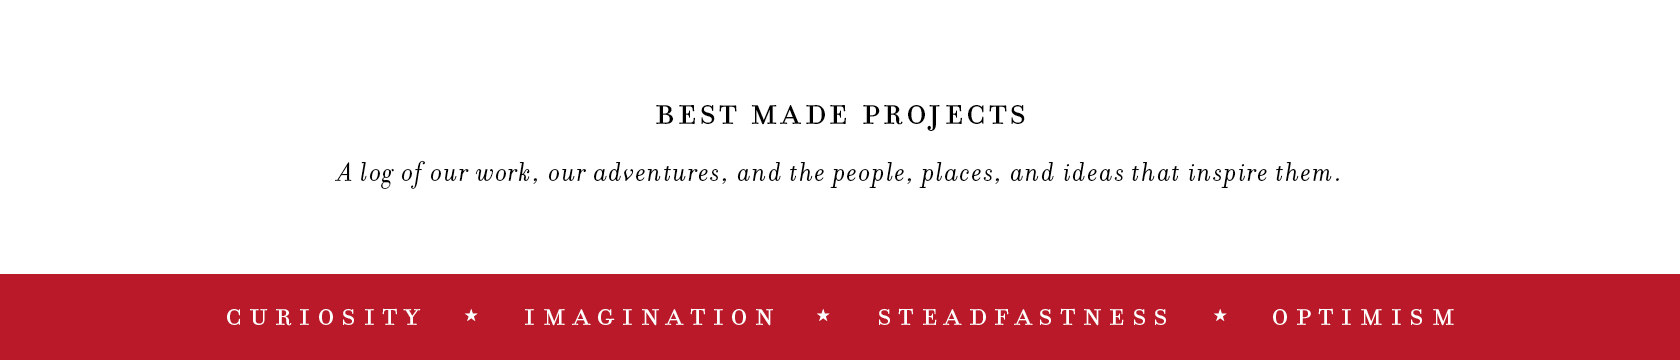 BEST MADE PROJECTS
A log of our work, our adventures, and the people, places, and ideas that inspire them.
CURIOSITY ★ IMAGINATION ★ STEADFASTNESS ★ OPTIMISM